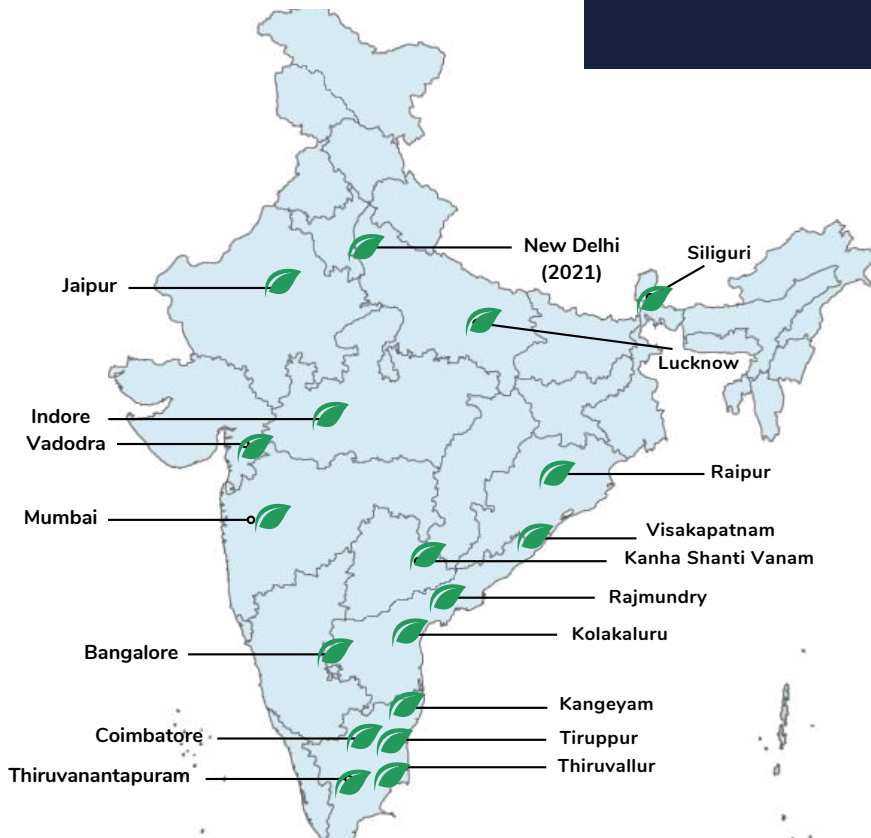 New Delhi
(2021)
Siliguri
Jaipur
Lucknow
Indore
Vadodra
Raipur
Mumbai
Visakapatnam
Kanha Shanti Vanam
Rajmundry
Kolakaluru
Bangalore
Kangeyam
Coimbatore
Tiruppur
Thiruvallur
Thiruvanantapuram